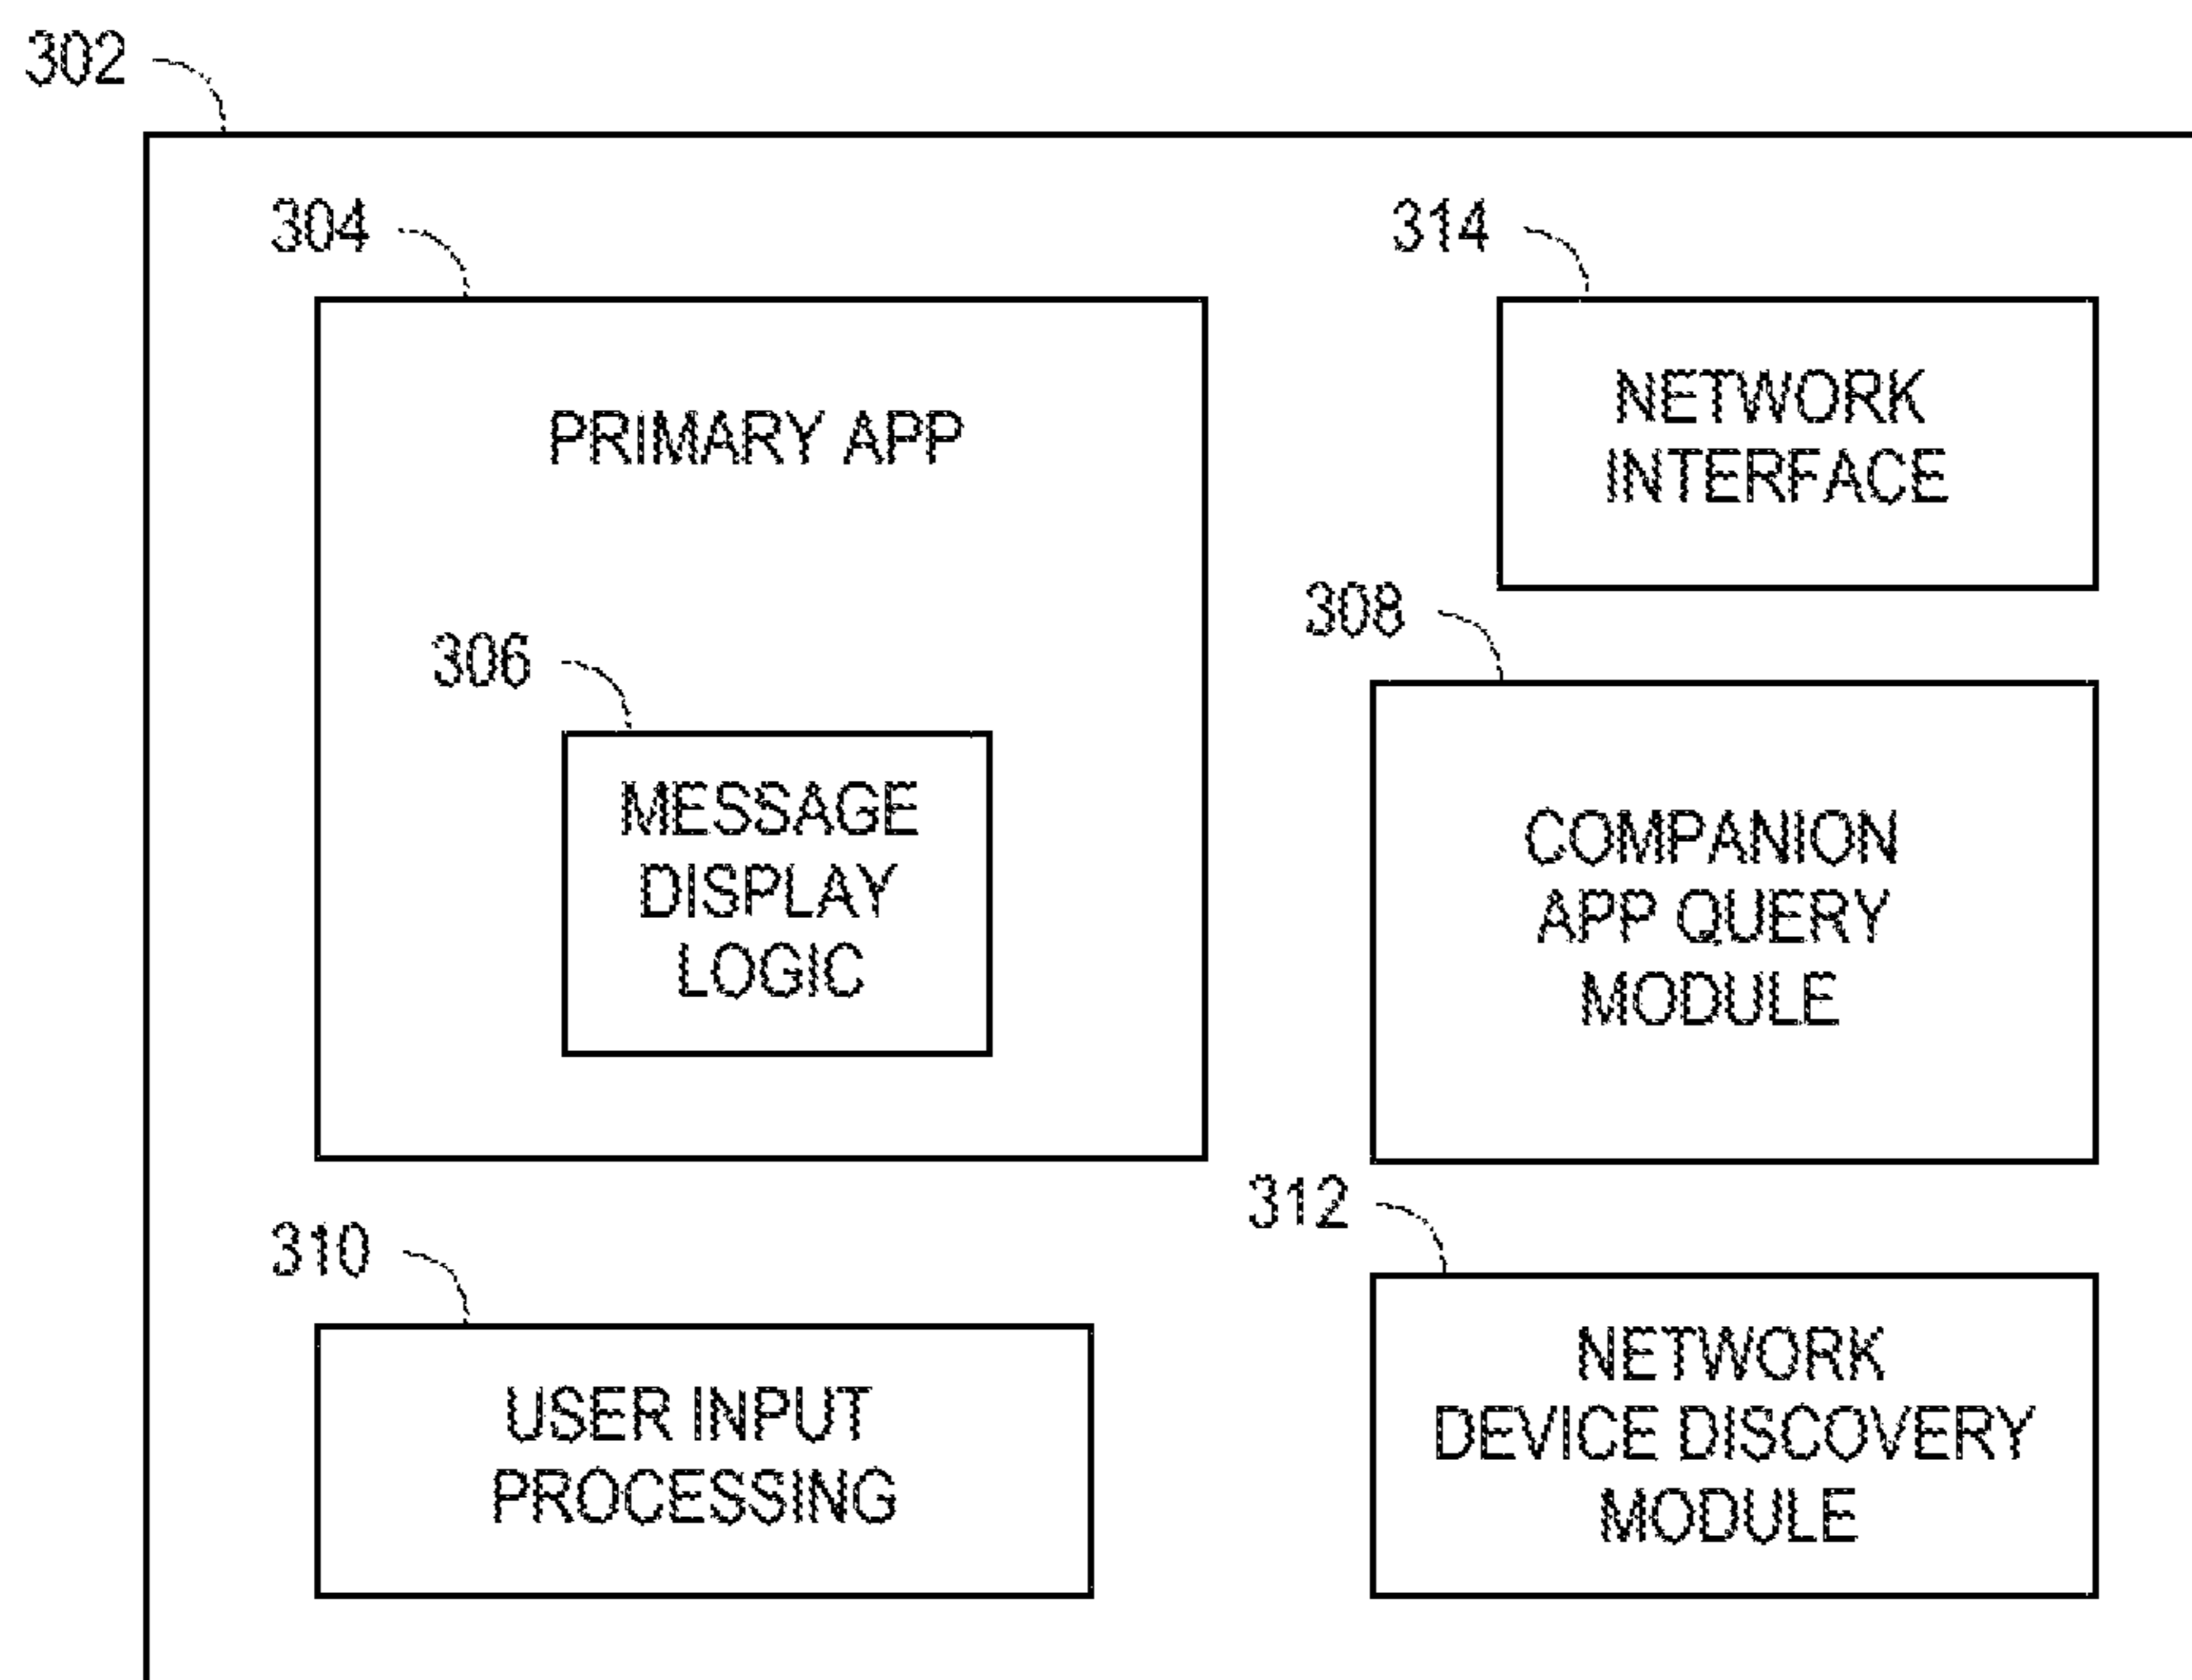 302
304
PRIMARY APP
306
MESSAGE
DISPLAY
LOGIC
314
NETWORK
INTERFACE
308
COMPANION
APP QUERY
MODULE
310
USER INPUT
PROCESSING
312
NETWORK
DEVICE DISCOVERY
MODULE